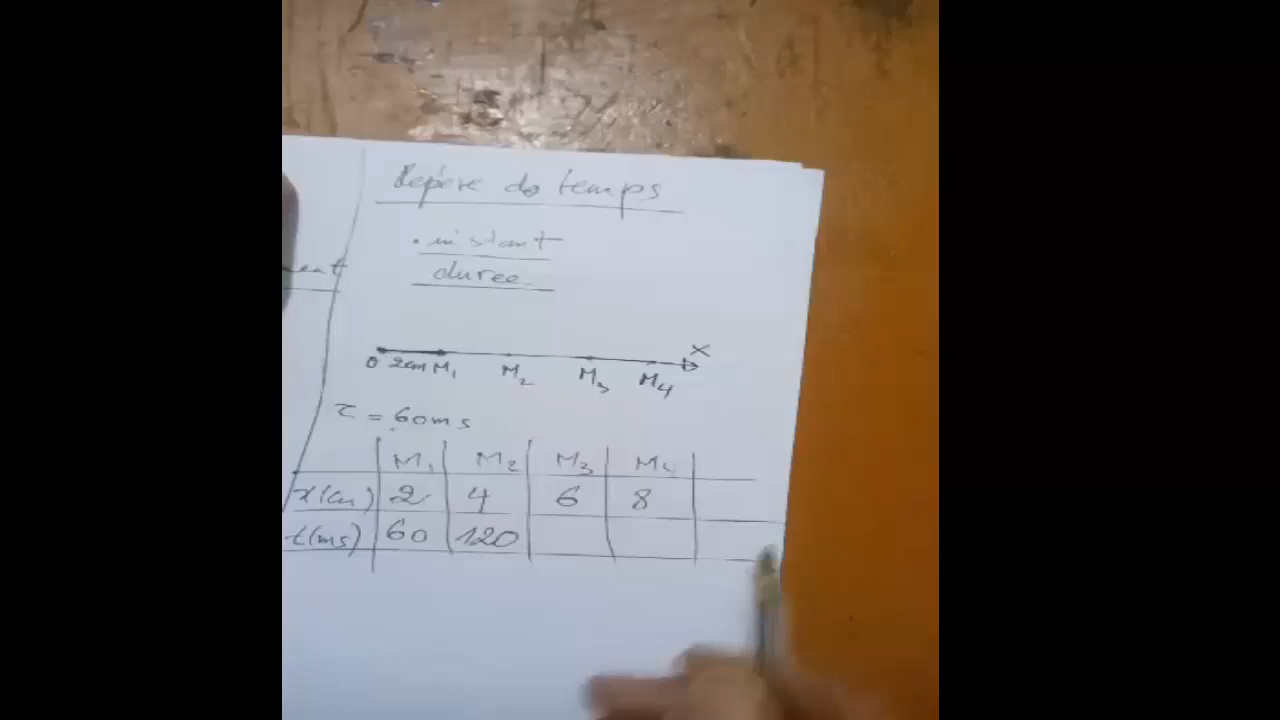 Repère de temps
• instant
duree
O 2cm M1 M2 M3 M4 X
τ = 60ms
M1 M2 M3 M4
x(cm) 2 4 6 8
t(ms) 60 120